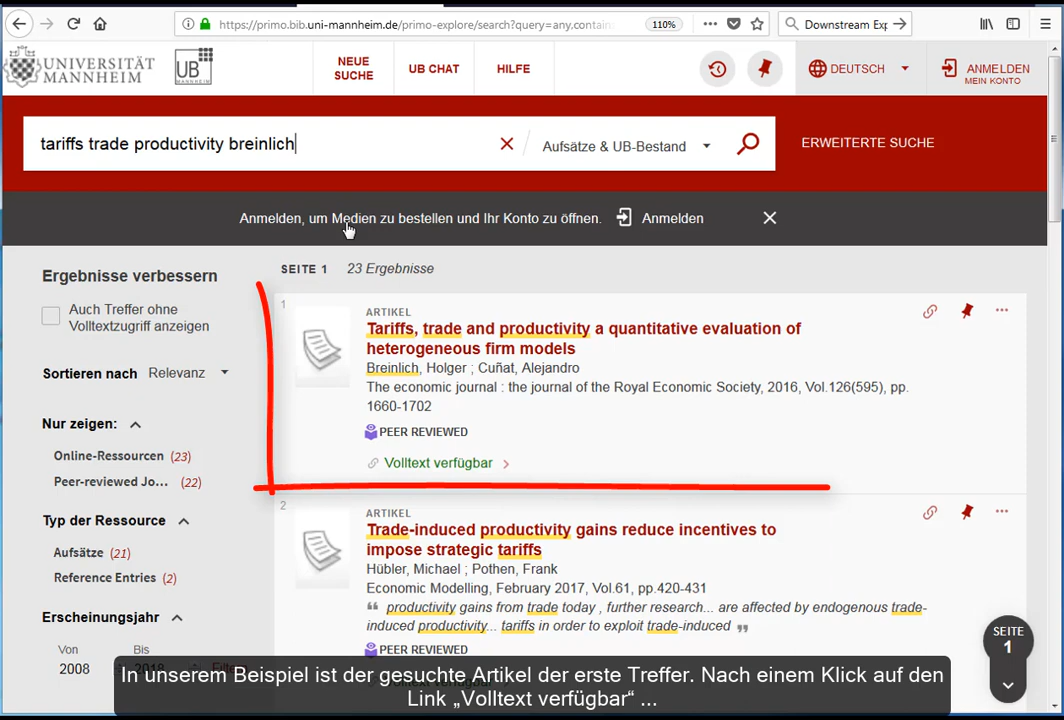 https://primo.bib.uni-mannheim.de/primo-explore/search?query=any,contain
110%
Downstream Exp
UNIVERSITÄT
MANNHEIM
UB
MANNHEIM
NEUE
SUCHE
UB CHAT
HILFE
DEUTSCH
ANMELDEN
MEIN KONTO
tariffs trade productivity breinlich
Aufsätze & UB-Bestand
ERWEITERTE SUCHE
Anmelden, um Medien zu bestellen und Ihr Konto zu öffnen.
Anmelden
Ergebnisse verbessern
Auch Treffer ohne
Volltextzugriff anzeigen
Sortieren nach Relevanz
Nur zeigen:
Online-Ressourcen (23)
Peer-reviewed Jo... (22)
Typ der Ressource
Aufsätze (21)
Reference Entries (2)
Erscheinungsjahr
Von Bis
2008 2018
SEITE 1 23 Ergebnisse
1
ARTIKEL
Tariffs, trade and productivity a quantitative evaluation of
heterogeneous firm models
Breinlich, Holger ; Cuñat, Alejandro
The economic journal : the journal of the Royal Economic Society, 2016, Vol.126(595), pp.
1660-1702
PEER REVIEWED
Volltext verfügbar
2
ARTIKEL
Trade-induced productivity gains reduce incentives to
impose strategic tariffs
Hübler, Michael ; Pothen, Frank
Economic Modelling, February 2017, Vol.61, pp.420-431
❝ productivity gains from trade today , further research... are affected by endogenous trade-
induced productivity... tariffs in order to exploit trade-induced ❞
PEER REVIEWED
SEITE
1
In unserem Beispiel ist der gesuchte Artikel der erste Treffer. Nach einem Klick auf den
Link „Volltext verfügbar“ ...